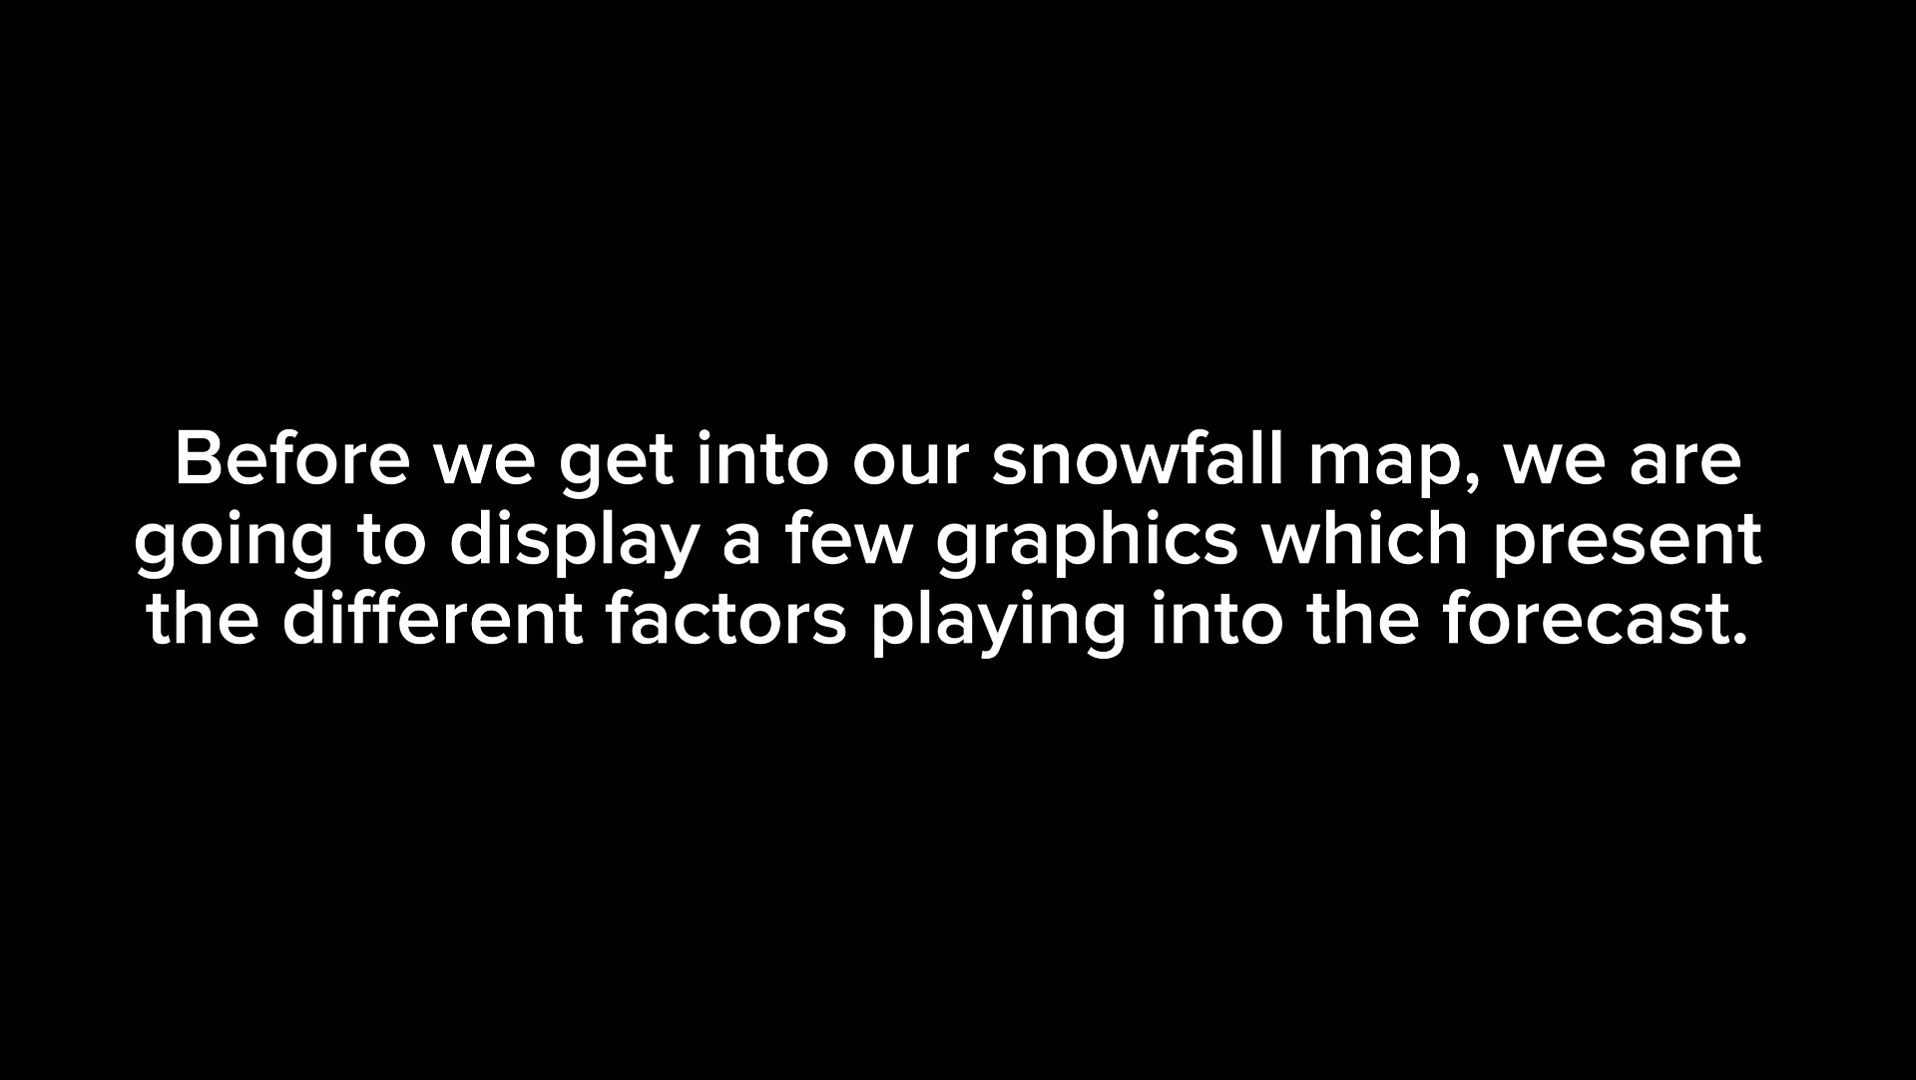 Before we get into our snowfall map, we are
going to display a few graphics which present
the different factors playing into the forecast.